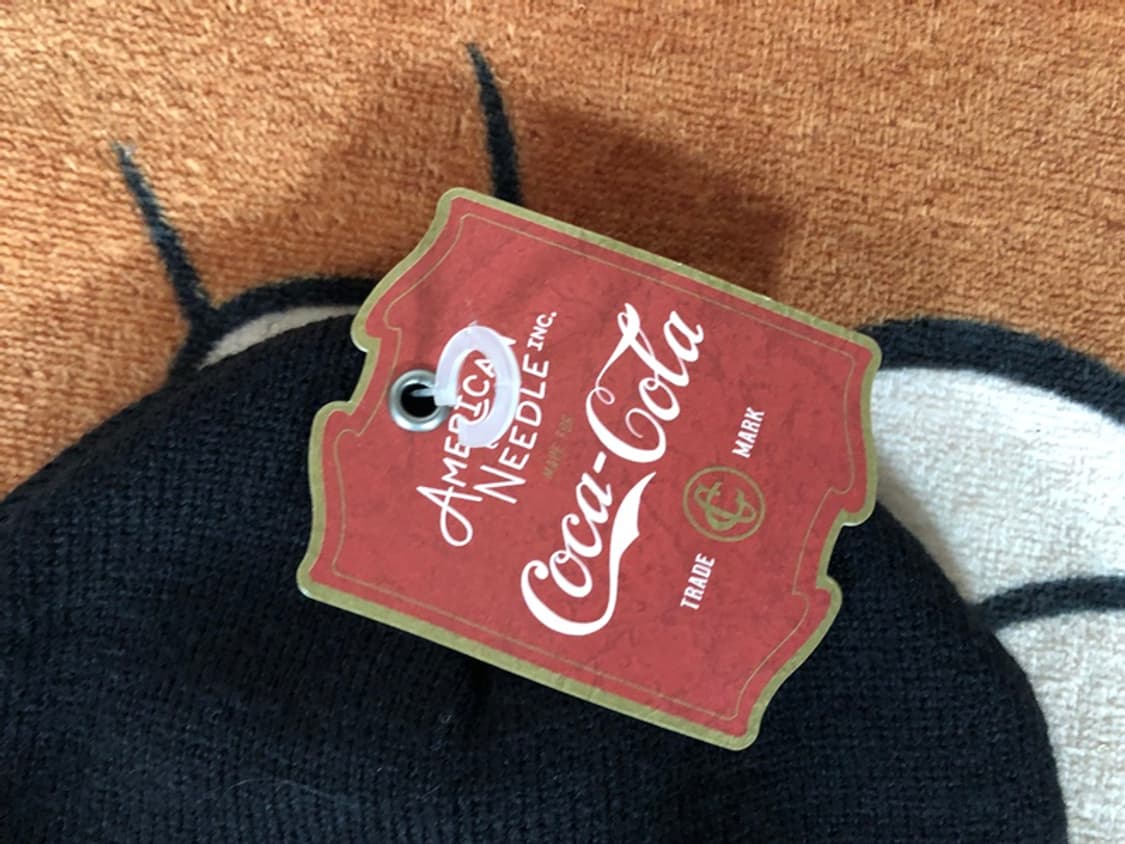 AMERICAN
NEEDLE INC.
MADE FOR
Coca-Cola
TRADE MARK